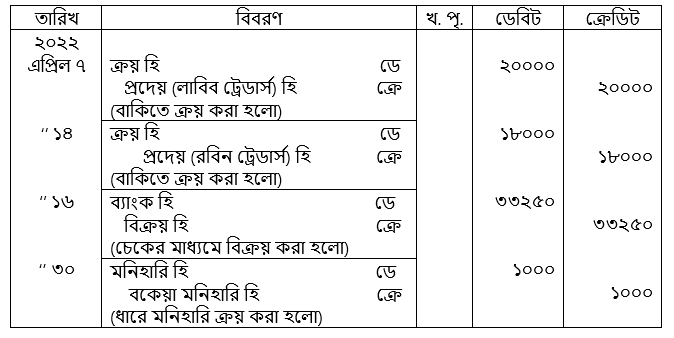 তারিখ বিবরণ খ. পৃ. ডেবিট ক্রেডিট
২০২২
এপ্রিল ৭ ক্রয় হি ডে ২০০০০
প্রদেয় (লাবিব ট্রেডার্স) হি ক্রে ২০০০০
(বাকিতে ক্রয় করা হলো)
" ১৪ ক্রয় হি ডে ১৮০০০
প্রদেয় (রবিন ট্রেডার্স) হি ক্রে ১৮০০০
(বাকিতে ক্রয় করা হলো)
" ১৬ ব্যাংক হি ডে ৩৩২৫০
বিক্রয় হি ক্রে ৩৩২৫০
(চেকের মাধ্যমে বিক্রয় করা হলো)
" ৩০ মনিহারি হি ডে ১০০০
বকেয়া মনিহারি হি ক্রে ১০০০
(ধারে মনিহারি ক্রয় করা হলো)